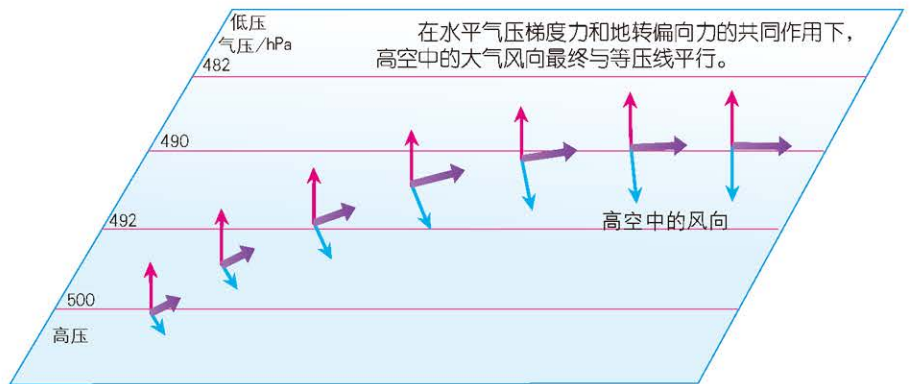 低压
气压/hPa
在水平气压梯度力和地转偏向力的共同作用下，
高空中的大气风向最终与等压线平行。
482
490
492
高空中的风向
500
高压